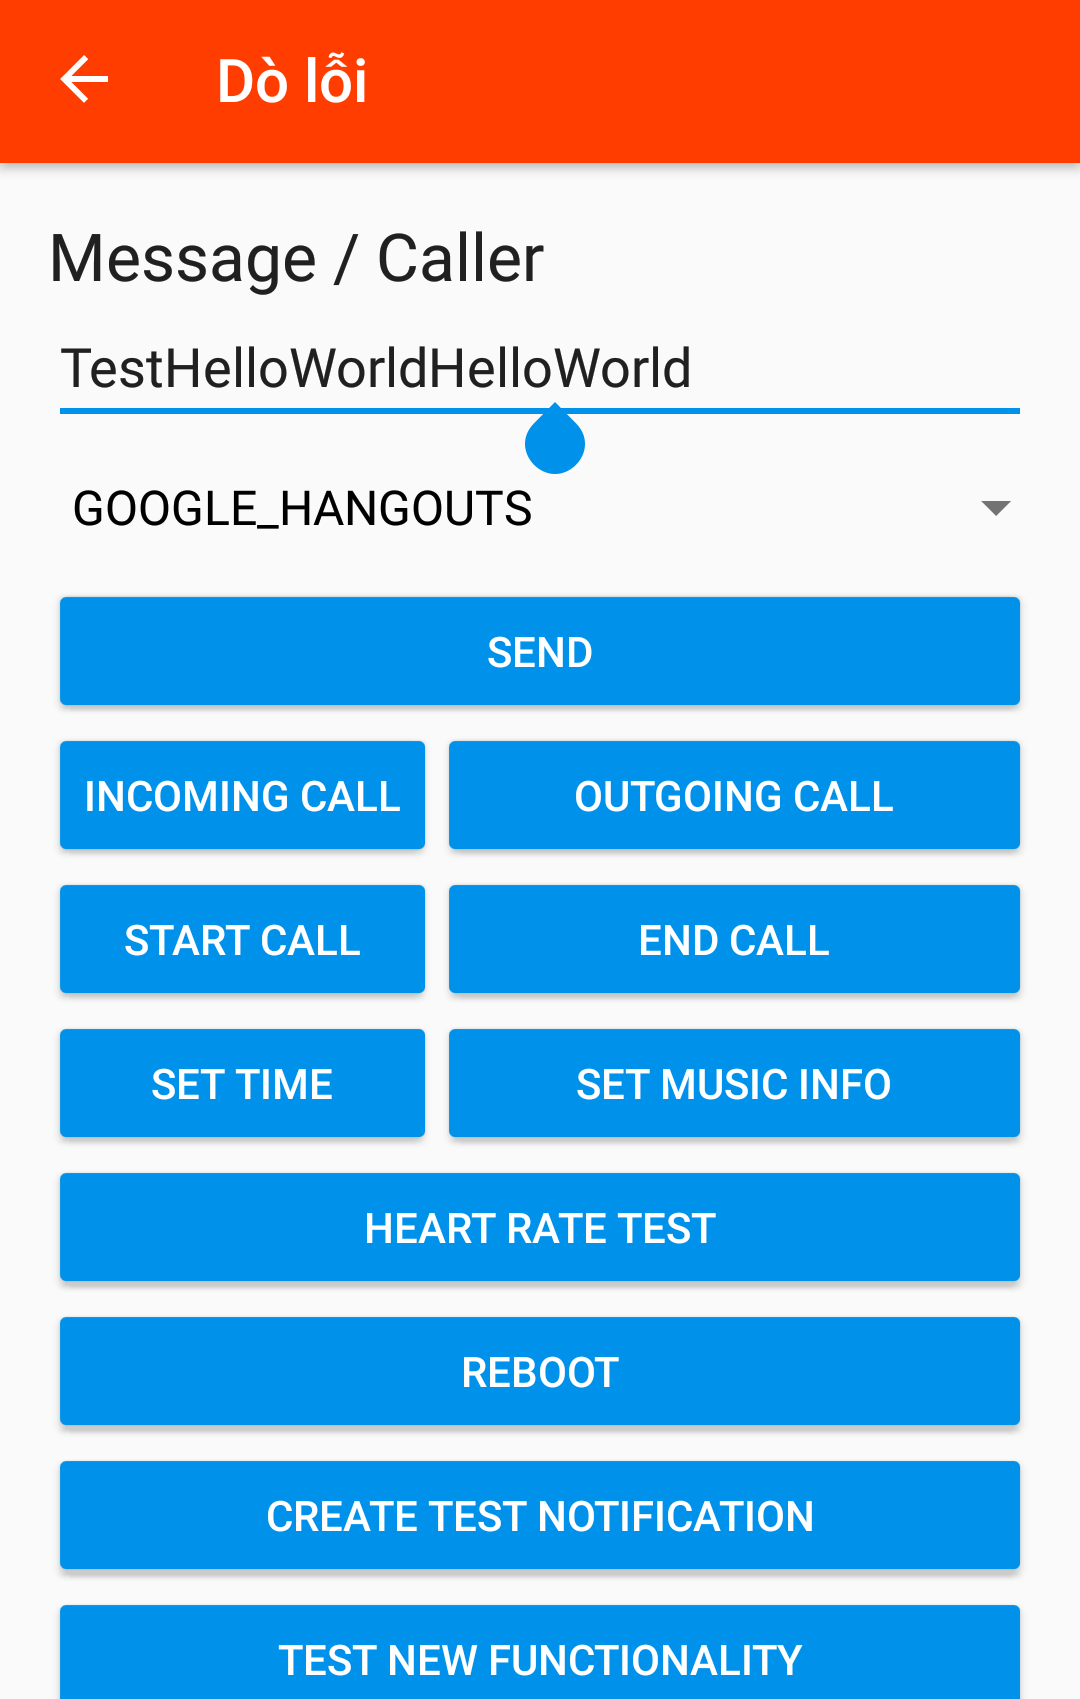 Dò lỗi
Message / Caller
TestHelloWorldHelloWorld
GOOGLE_HANGOUTS
SEND
INCOMING CALL
OUTGOING CALL
START CALL
END CALL
SET TIME
SET MUSIC INFO
HEART RATE TEST
REBOOT
CREATE TEST NOTIFICATION
TEST NEW FUNCTIONALITY